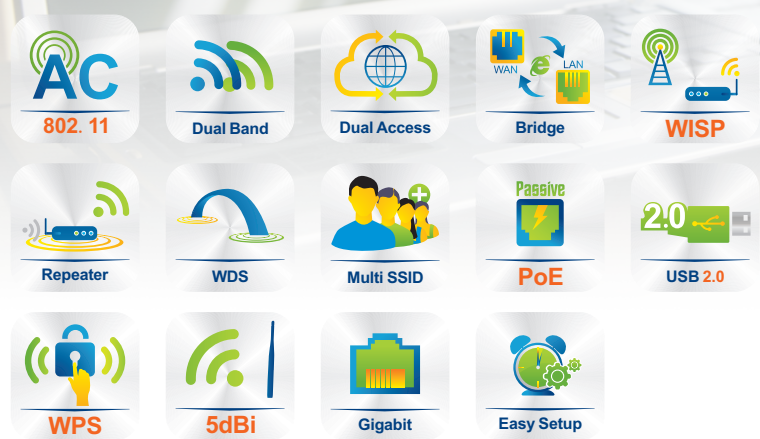 AC
802. 11
Dual Band
Dual Access
WAN
LAN
Bridge
WISP
Repeater
WDS
Multi SSID
Passive
PoE
2.0
USB 2.0
WPS
5dBi
Gigabit
Easy Setup